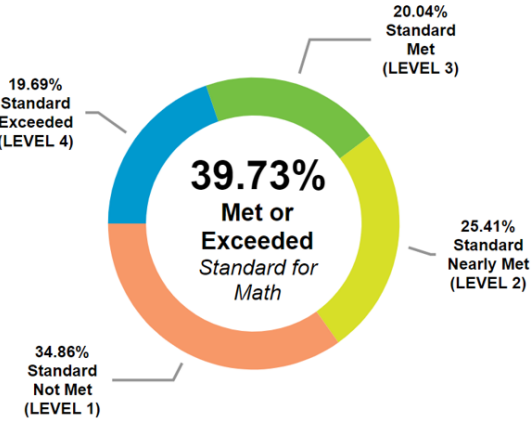 20.04%
Standard
Met
(LEVEL 3)
19.69%
Standard
Exceeded
(LEVEL 4)
39.73%
Met or
Exceeded
Standard for
Math
25.41%
Standard
Nearly Met
(LEVEL 2)
34.86%
Standard
Not Met
(LEVEL 1)